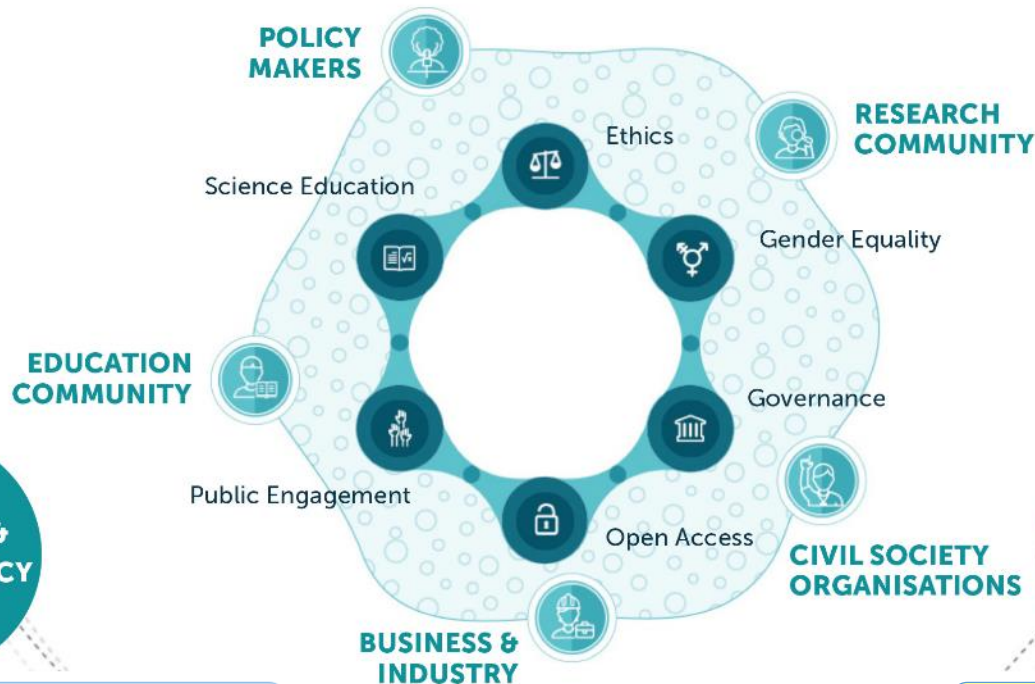 POLICY
MAKERS
Ethics
RESEARCH
COMMUNITY
Science Education
Gender Equality
EDUCATION
COMMUNITY
Governance
Public Engagement
Open Access
&
CY
CIVIL SOCIETY
ORGANISATIONS
BUSINESS &
INDUSTRY